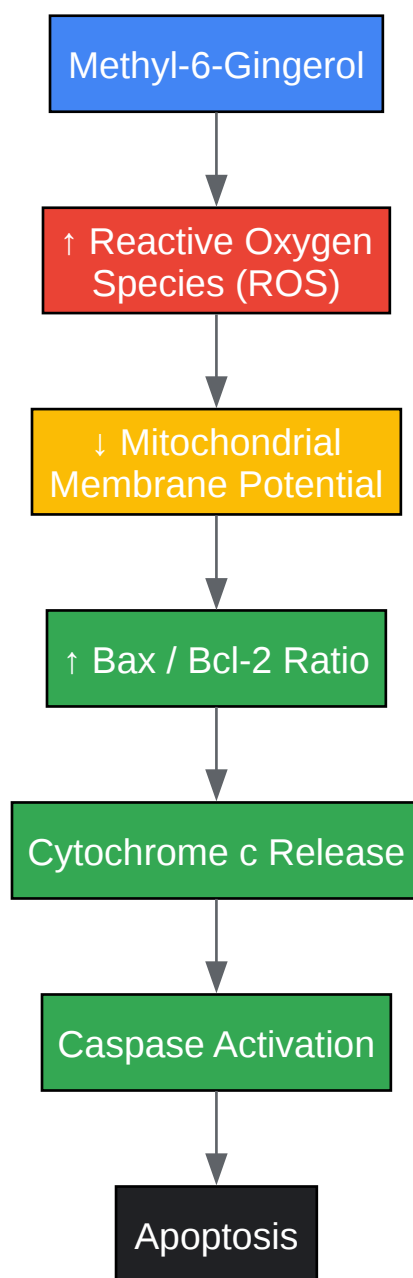 Methyl-6-Gingerol
↑ Reactive Oxygen
Species (ROS)
↓ Mitochondrial
Membrane Potential
↑ Bax / Bcl-2 Ratio
Cytochrome c Release
Caspase Activation
Apoptosis